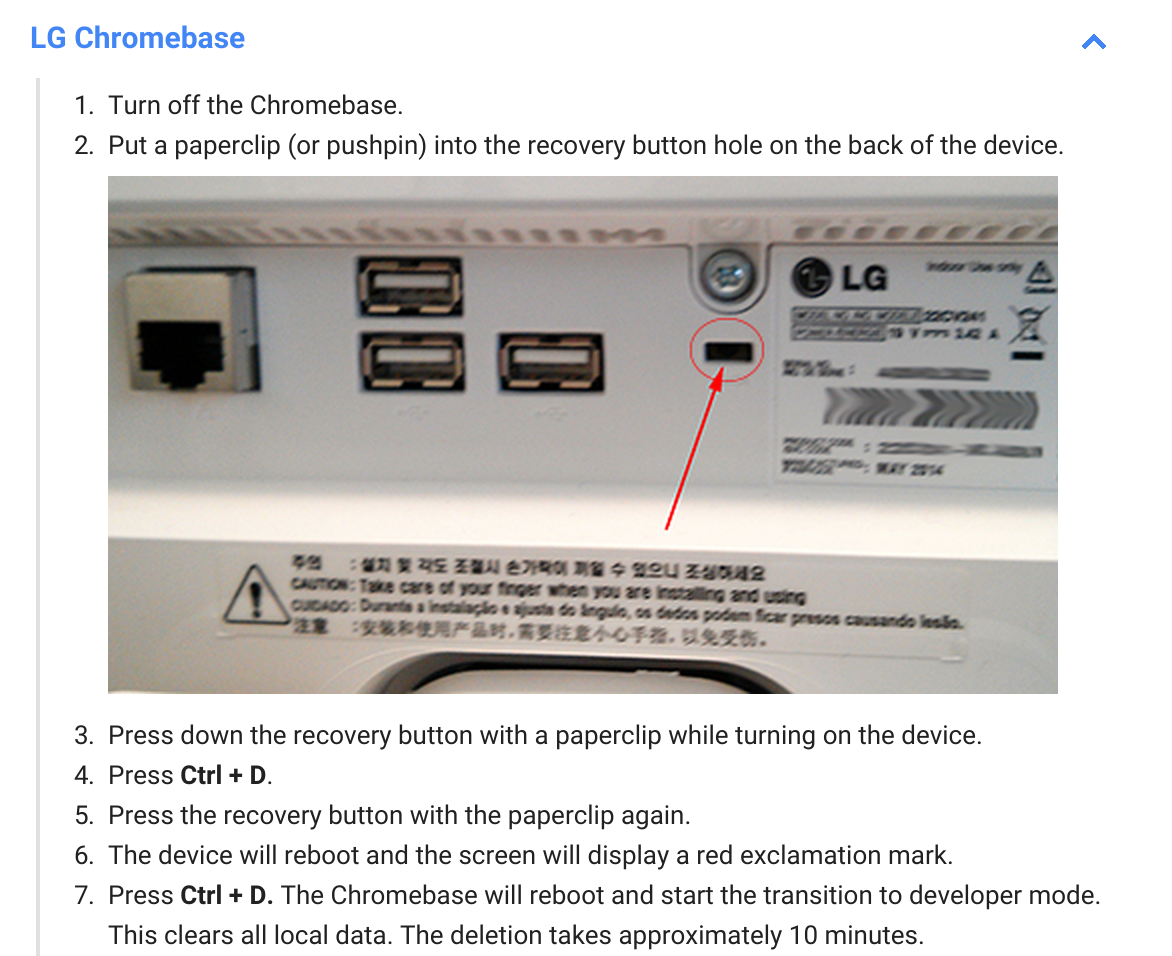 LG Chromebase
1. Turn off the Chromebase.
2. Put a paperclip (or pushpin) into the recovery button hole on the back of the device.
LG
Indoor Use only
Caution
22CV241
19 V 3.42 A
MAY 2014
주의 : 설치 및 각도 조절시 손가락이 끼일 수 있으니 조심하세요
CAUTION: Take care of your finger when you are installing and using
CUIDADO: Durante a instalação e ajuste do ângulo, os dedos podem ficar presos causando lesão.
注意 :安装和使用产品时,需要注意小心手指,以免受伤。
3. Press down the recovery button with a paperclip while turning on the device.
4. Press Ctrl + D.
5. Press the recovery button with the paperclip again.
6. The device will reboot and the screen will display a red exclamation mark.
7. Press Ctrl + D. The Chromebase will reboot and start the transition to developer mode.
This clears all local data. The deletion takes approximately 10 minutes.